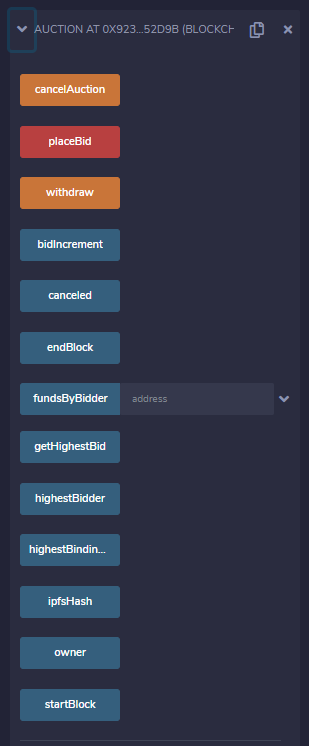 AUCTION AT 0X923...52D9B (BLOCKCH
cancelAuction
placeBid
withdraw
bidIncrement
canceled
endBlock
fundsByBidder address
getHighestBid
highestBidder
highestBindin...
ipfsHash
owner
startBlock